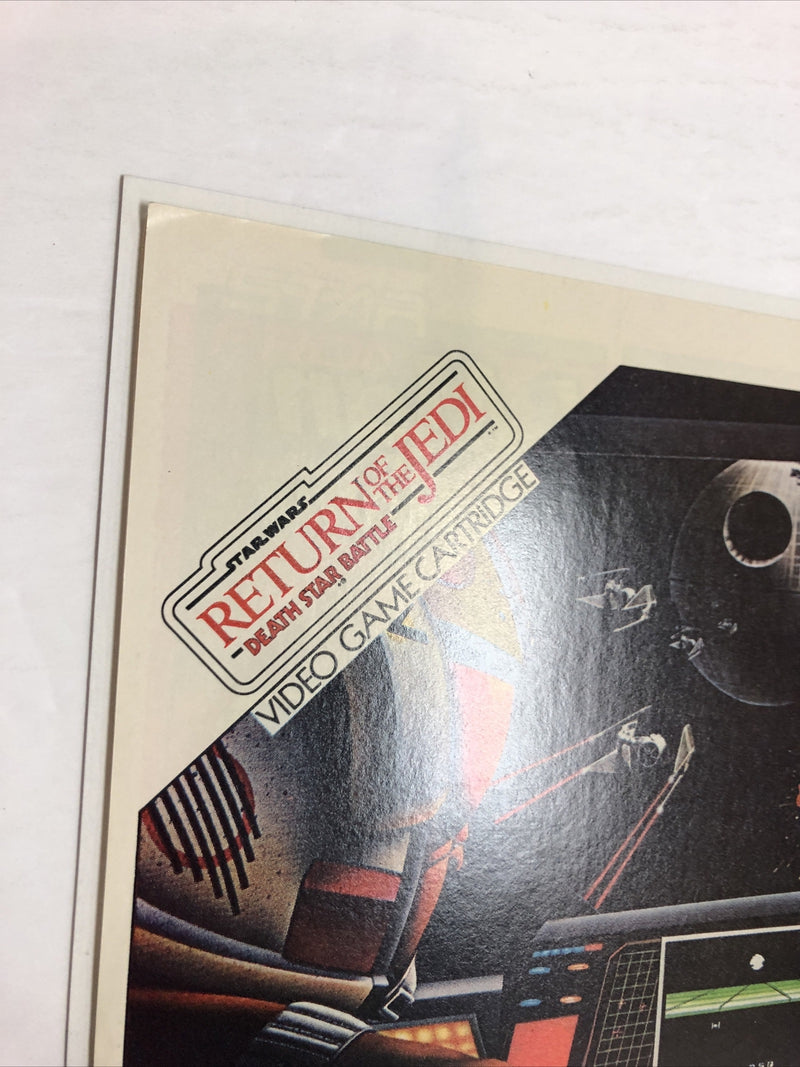 STAR WARS
RETURN OF THE JEDI
DEATH STAR BATTLE
VIDEO GAME CARTRIDGE